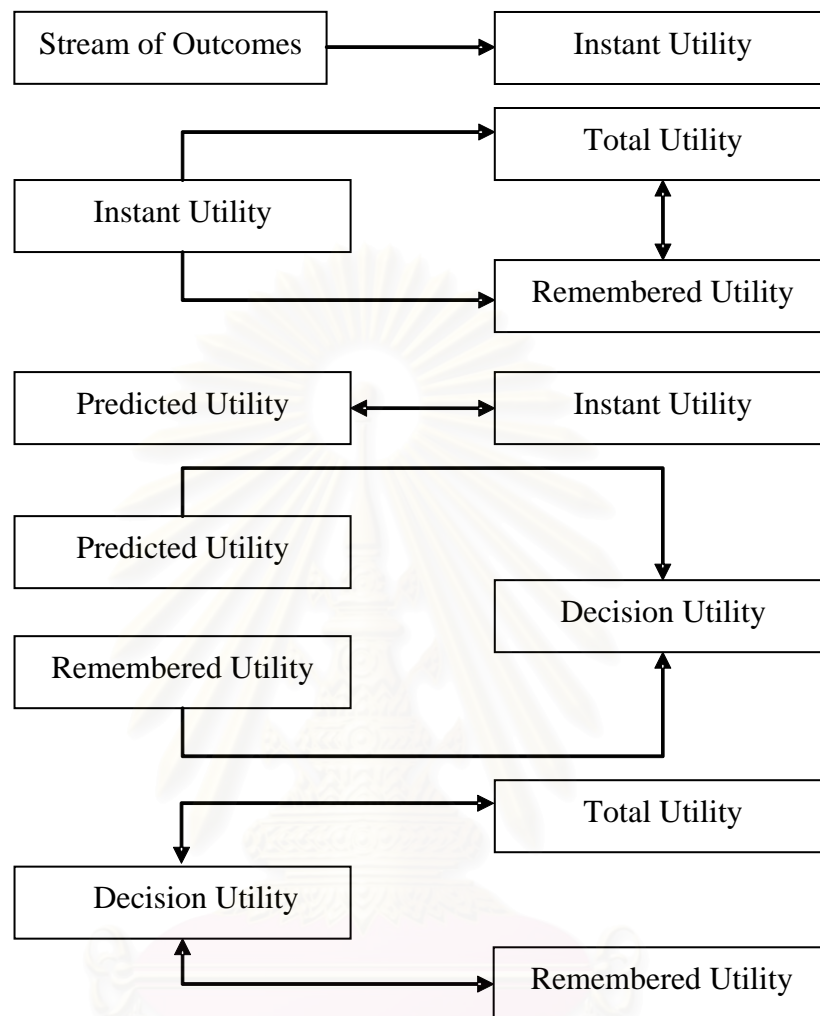 Stream of Outcomes
Instant Utility
Total Utility
Instant Utility
Remembered Utility
Predicted Utility
Instant Utility
Predicted Utility
Decision Utility
Remembered Utility
Total Utility
Decision Utility
Remembered Utility